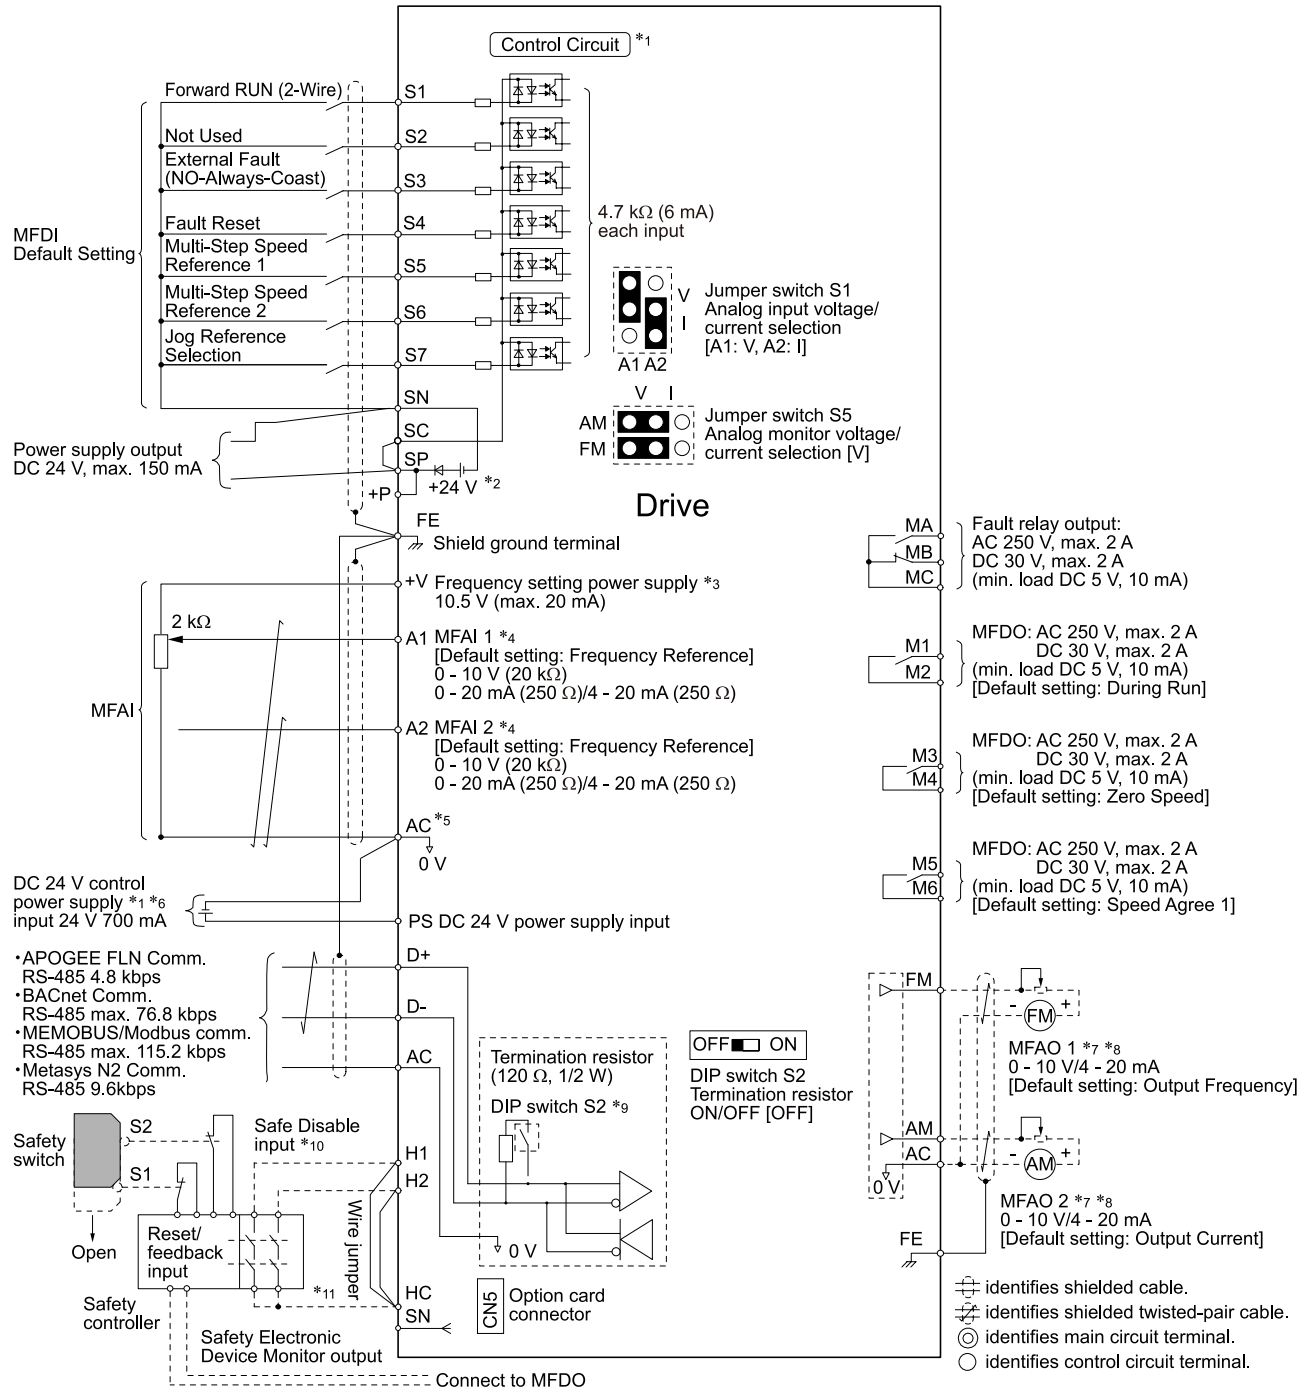 Control Circuit *1
Forward RUN (2-Wire)
S1
Not Used
S2
External Fault
(NO-Always-Coast)
S3
Fault Reset
S4
Multi-Step Speed
Reference 1
S5
Multi-Step Speed
Reference 2
S6
Jog Reference
Selection
S7
MFDI
Default Setting
4.7 kΩ (6 mA)
each input
V
I
A1 A2
Jumper switch S1
Analog input voltage/
current selection
[A1: V, A2: I]
V I
AM
FM
Jumper switch S5
Analog monitor voltage/
current selection [V]
SN
SC
SP
+24 V *2
+P
Power supply output
DC 24 V, max. 150 mA
Drive
FE
Shield ground terminal
+V Frequency setting power supply *3
10.5 V (max. 20 mA)
2 kΩ
A1 MFAI 1 *4
[Default setting: Frequency Reference]
0 - 10 V (20 kΩ)
0 - 20 mA (250 Ω)/4 - 20 mA (250 Ω)
MFAI
A2 MFAI 2 *4
[Default setting: Frequency Reference]
0 - 10 V (20 kΩ)
0 - 20 mA (250 Ω)/4 - 20 mA (250 Ω)
AC *5
0 V
MA
MB
MC
Fault relay output:
AC 250 V, max. 2 A
DC 30 V, max. 2 A
(min. load DC 5 V, 10 mA)
M1
M2
MFDO: AC 250 V, max. 2 A
DC 30 V, max. 2 A
(min. load DC 5 V, 10 mA)
[Default setting: During Run]
M3
M4
MFDO: AC 250 V, max. 2 A
DC 30 V, max. 2 A
(min. load DC 5 V, 10 mA)
[Default setting: Zero Speed]
M5
M6
MFDO: AC 250 V, max. 2 A
DC 30 V, max. 2 A
(min. load DC 5 V, 10 mA)
[Default setting: Speed Agree 1]
DC 24 V control
power supply *1 *6
input 24 V 700 mA
PS DC 24 V power supply input
•APOGEE FLN Comm.
RS-485 4.8 kbps
•BACnet Comm.
RS-485 max. 76.8 kbps
•MEMOBUS/Modbus comm.
RS-485 max. 115.2 kbps
•Metasys N2 Comm.
RS-485 9.6kbps
D+
D-
AC
Termination resistor
(120 Ω, 1/2 W)
DIP switch S2 *9
0 V
OFF ON
DIP switch S2
Termination resistor
ON/OFF [OFF]
FM
- FM +
MFAO 1 *7 *8
0 - 10 V/4 - 20 mA
[Default setting: Output Frequency]
AM
AC
0 V
- AM +
MFAO 2 *7 *8
0 - 10 V/4 - 20 mA
[Default setting: Output Current]
FE
Safety
switch
S2
S1
Open
Safe Disable
input *10
H1
H2
Wire jumper
HC
SN
Reset/
feedback
input
*11
Safety
controller
Safety Electronic
Device Monitor output
Connect to MFDO
CN5
Option card
connector
identifies shielded cable.
identifies shielded twisted-pair cable.
identifies main circuit terminal.
identifies control circuit terminal.